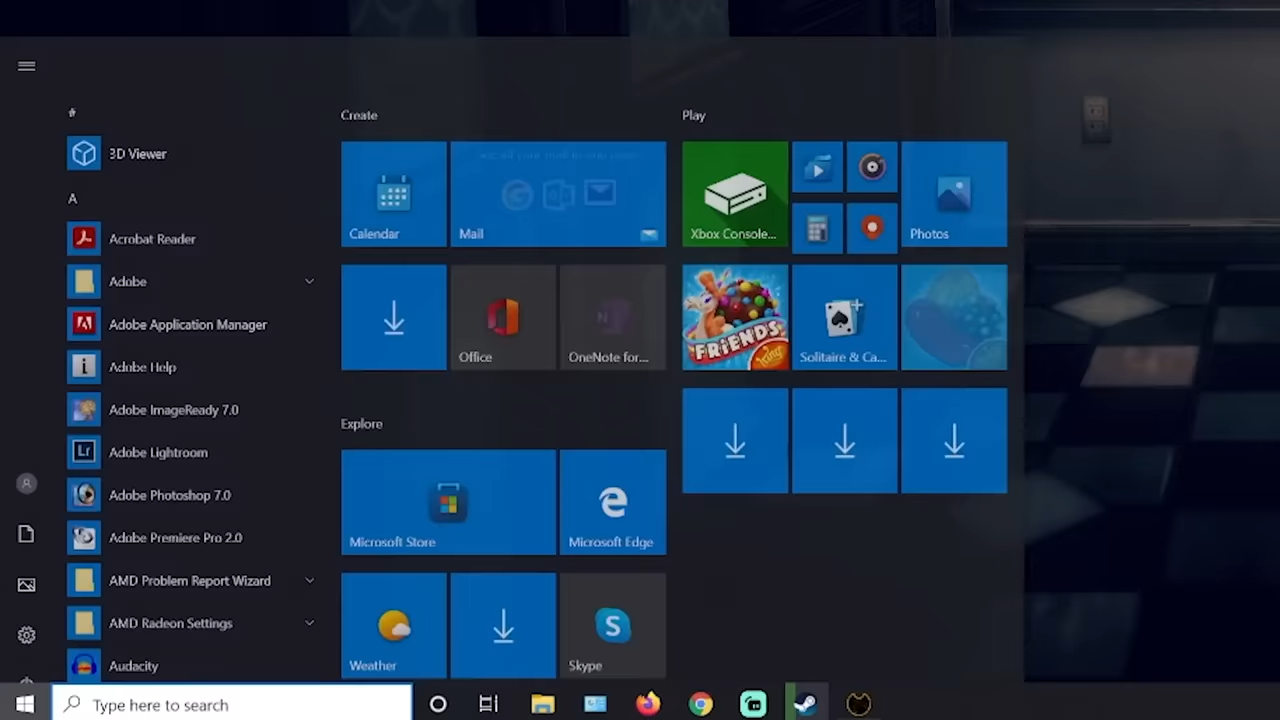 #
3D Viewer
A
Acrobat Reader
Adobe
Adobe Application Manager
Adobe Help
Adobe ImageReady 7.0
Adobe Lightroom
Adobe Photoshop 7.0
Adobe Premiere Pro 2.0
AMD Problem Report Wizard
AMD Radeon Settings
Audacity
Create
Calendar
Mail
Office
OneNote for...
Explore
Microsoft Store
Microsoft Edge
Weather
Skype
Play
Xbox Console...
Photos
FRiENDS
King
Solitaire & Ca...
Type here to search